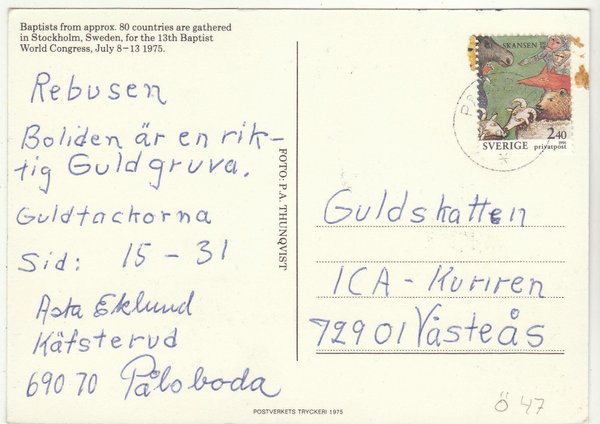 Baptists from approx. 80 countries are gathered
in Stockholm, Sweden, for the 13th Baptist
World Congress, July 8–13 1975.
Rebusen
Boliden är en rik-
tig Guldgruva.
Guldtackorna
Sid: 15 - 31
Asta Eklund
Käfsterud
690 70 Pålsboda
FOTO: P. A. THUNQVIST
SKANSEN
2.40
SVERIGE
1991
privatpost
Guldskatten
ICA - Kuriren
72901 Västeås
POSTVERKETS TRYCKERI 1975
Ö 47